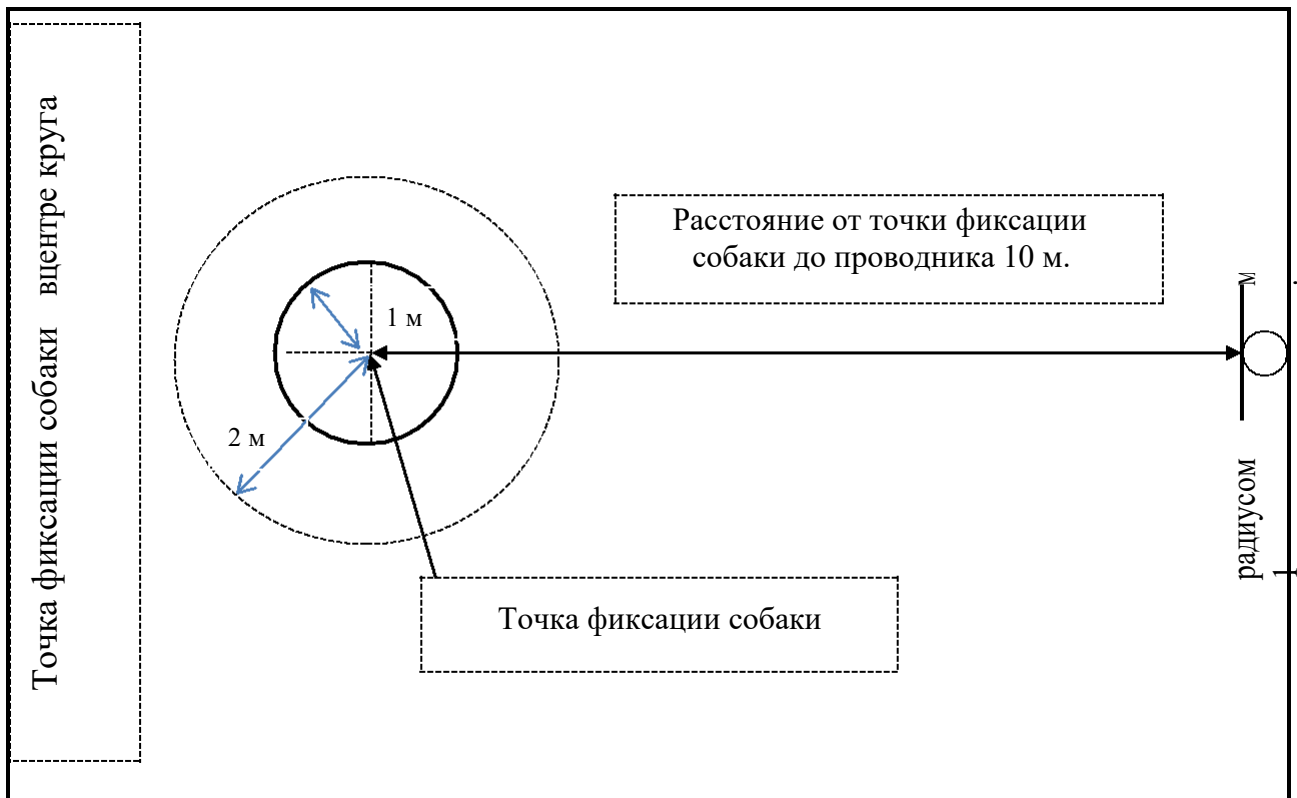 Точка фиксации собаки вцентре круга
Расстояние от точки фиксации
собаки до проводника 10 м.
м
1 м
2 м
радиусом
1
Точка фиксации собаки